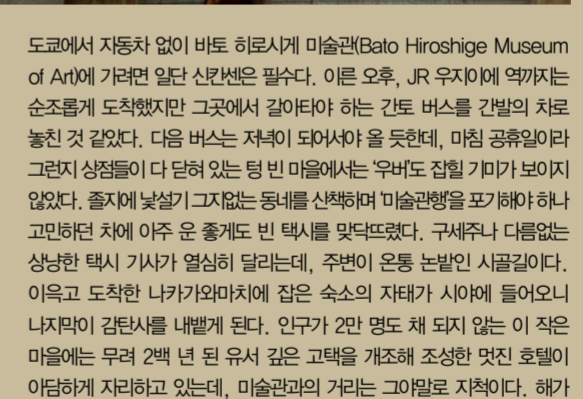 도쿄에서 자동차 없이 바토 히로시게 미술관(Bato Hiroshige Museum
of Art)에 가려면 일단 신칸센은 필수다. 이른 오후, JR 우지이에 역까지는
순조롭게 도착했지만 그곳에서 갈아타야 하는 간토 버스를 간발의 차로
놓친 것 같았다. 다음 버스는 저녁이 되어서야 올 듯한데, 마침 공휴일이라
그런지 상점들이 다 닫혀 있는 텅 빈 마을에서는 ‘우버’도 잡힐 기미가 보이지
않았다. 졸지에 낯설기 그지없는 동네를 산책하며 ‘미술관행’을 포기해야 하나
고민하던 차에 아주 운 좋게도 빈 택시를 맞닥뜨렸다. 구세주나 다름없는
상냥한 택시 기사가 열심히 달리는데, 주변이 온통 논밭인 시골길이다.
이윽고 도착한 나카가와마치에 잡은 숙소의 자태가 시야에 들어오니
나지막이 감탄사를 내뱉게 된다. 인구가 2만 명도 채 되지 않는 이 작은
마을에는 무려 2백 년 된 유서 깊은 고택을 개조해 조성한 멋진 호텔이
아담하게 자리하고 있는데, 미술관과의 거리는 그야말로 지척이다. 해가